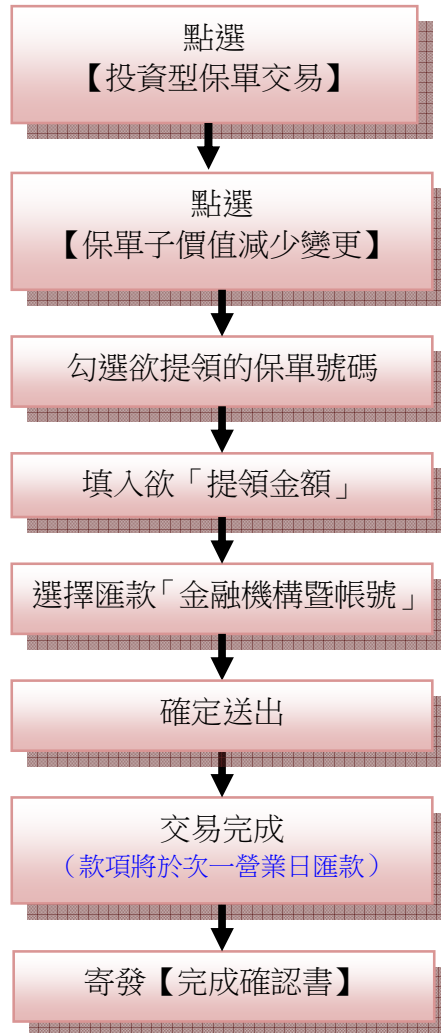 點選
【投資型保單交易】
點選
【保單子價值減少變更】
勾選欲提領的保單號碼
填入欲「提領金額」
選擇匯款「金融機構暨帳號」
確定送出
交易完成
（款項將於次一營業日匯款）
寄發【完成確認書】